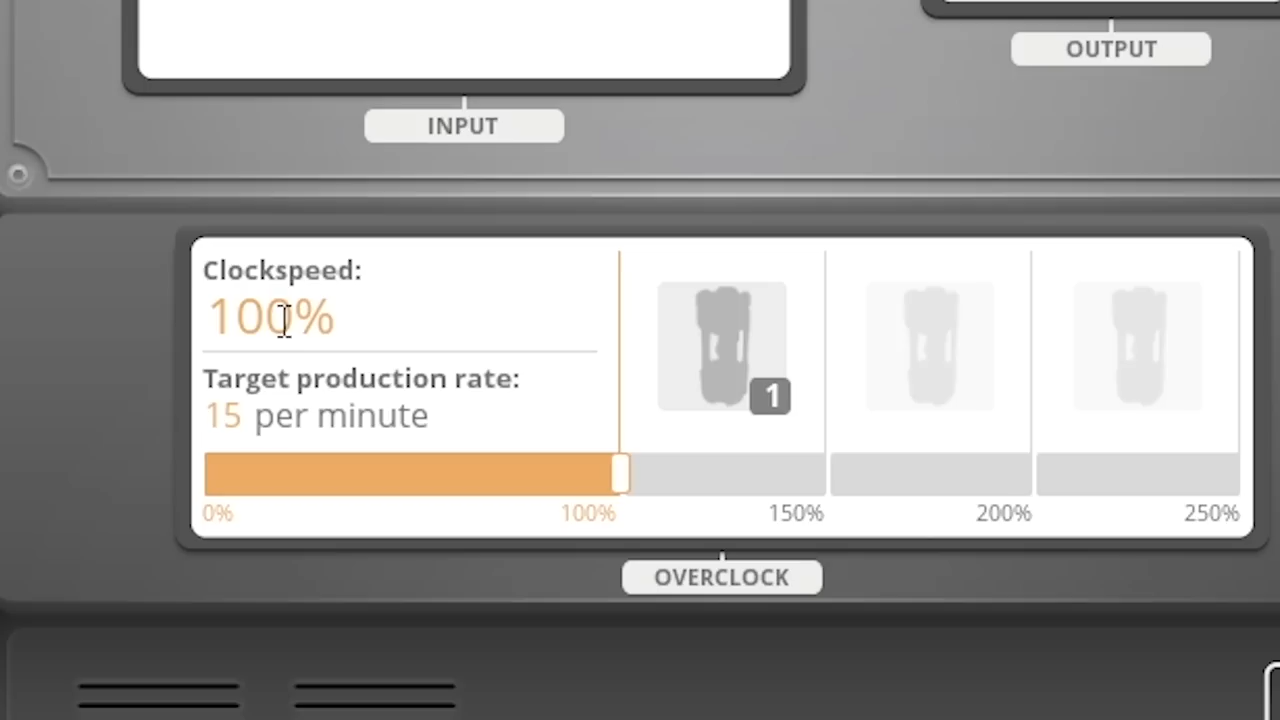 OUTPUT
INPUT
Clockspeed:
100%
Target production rate:
15 per minute
1
0% 100% 150% 200% 250%
OVERCLOCK